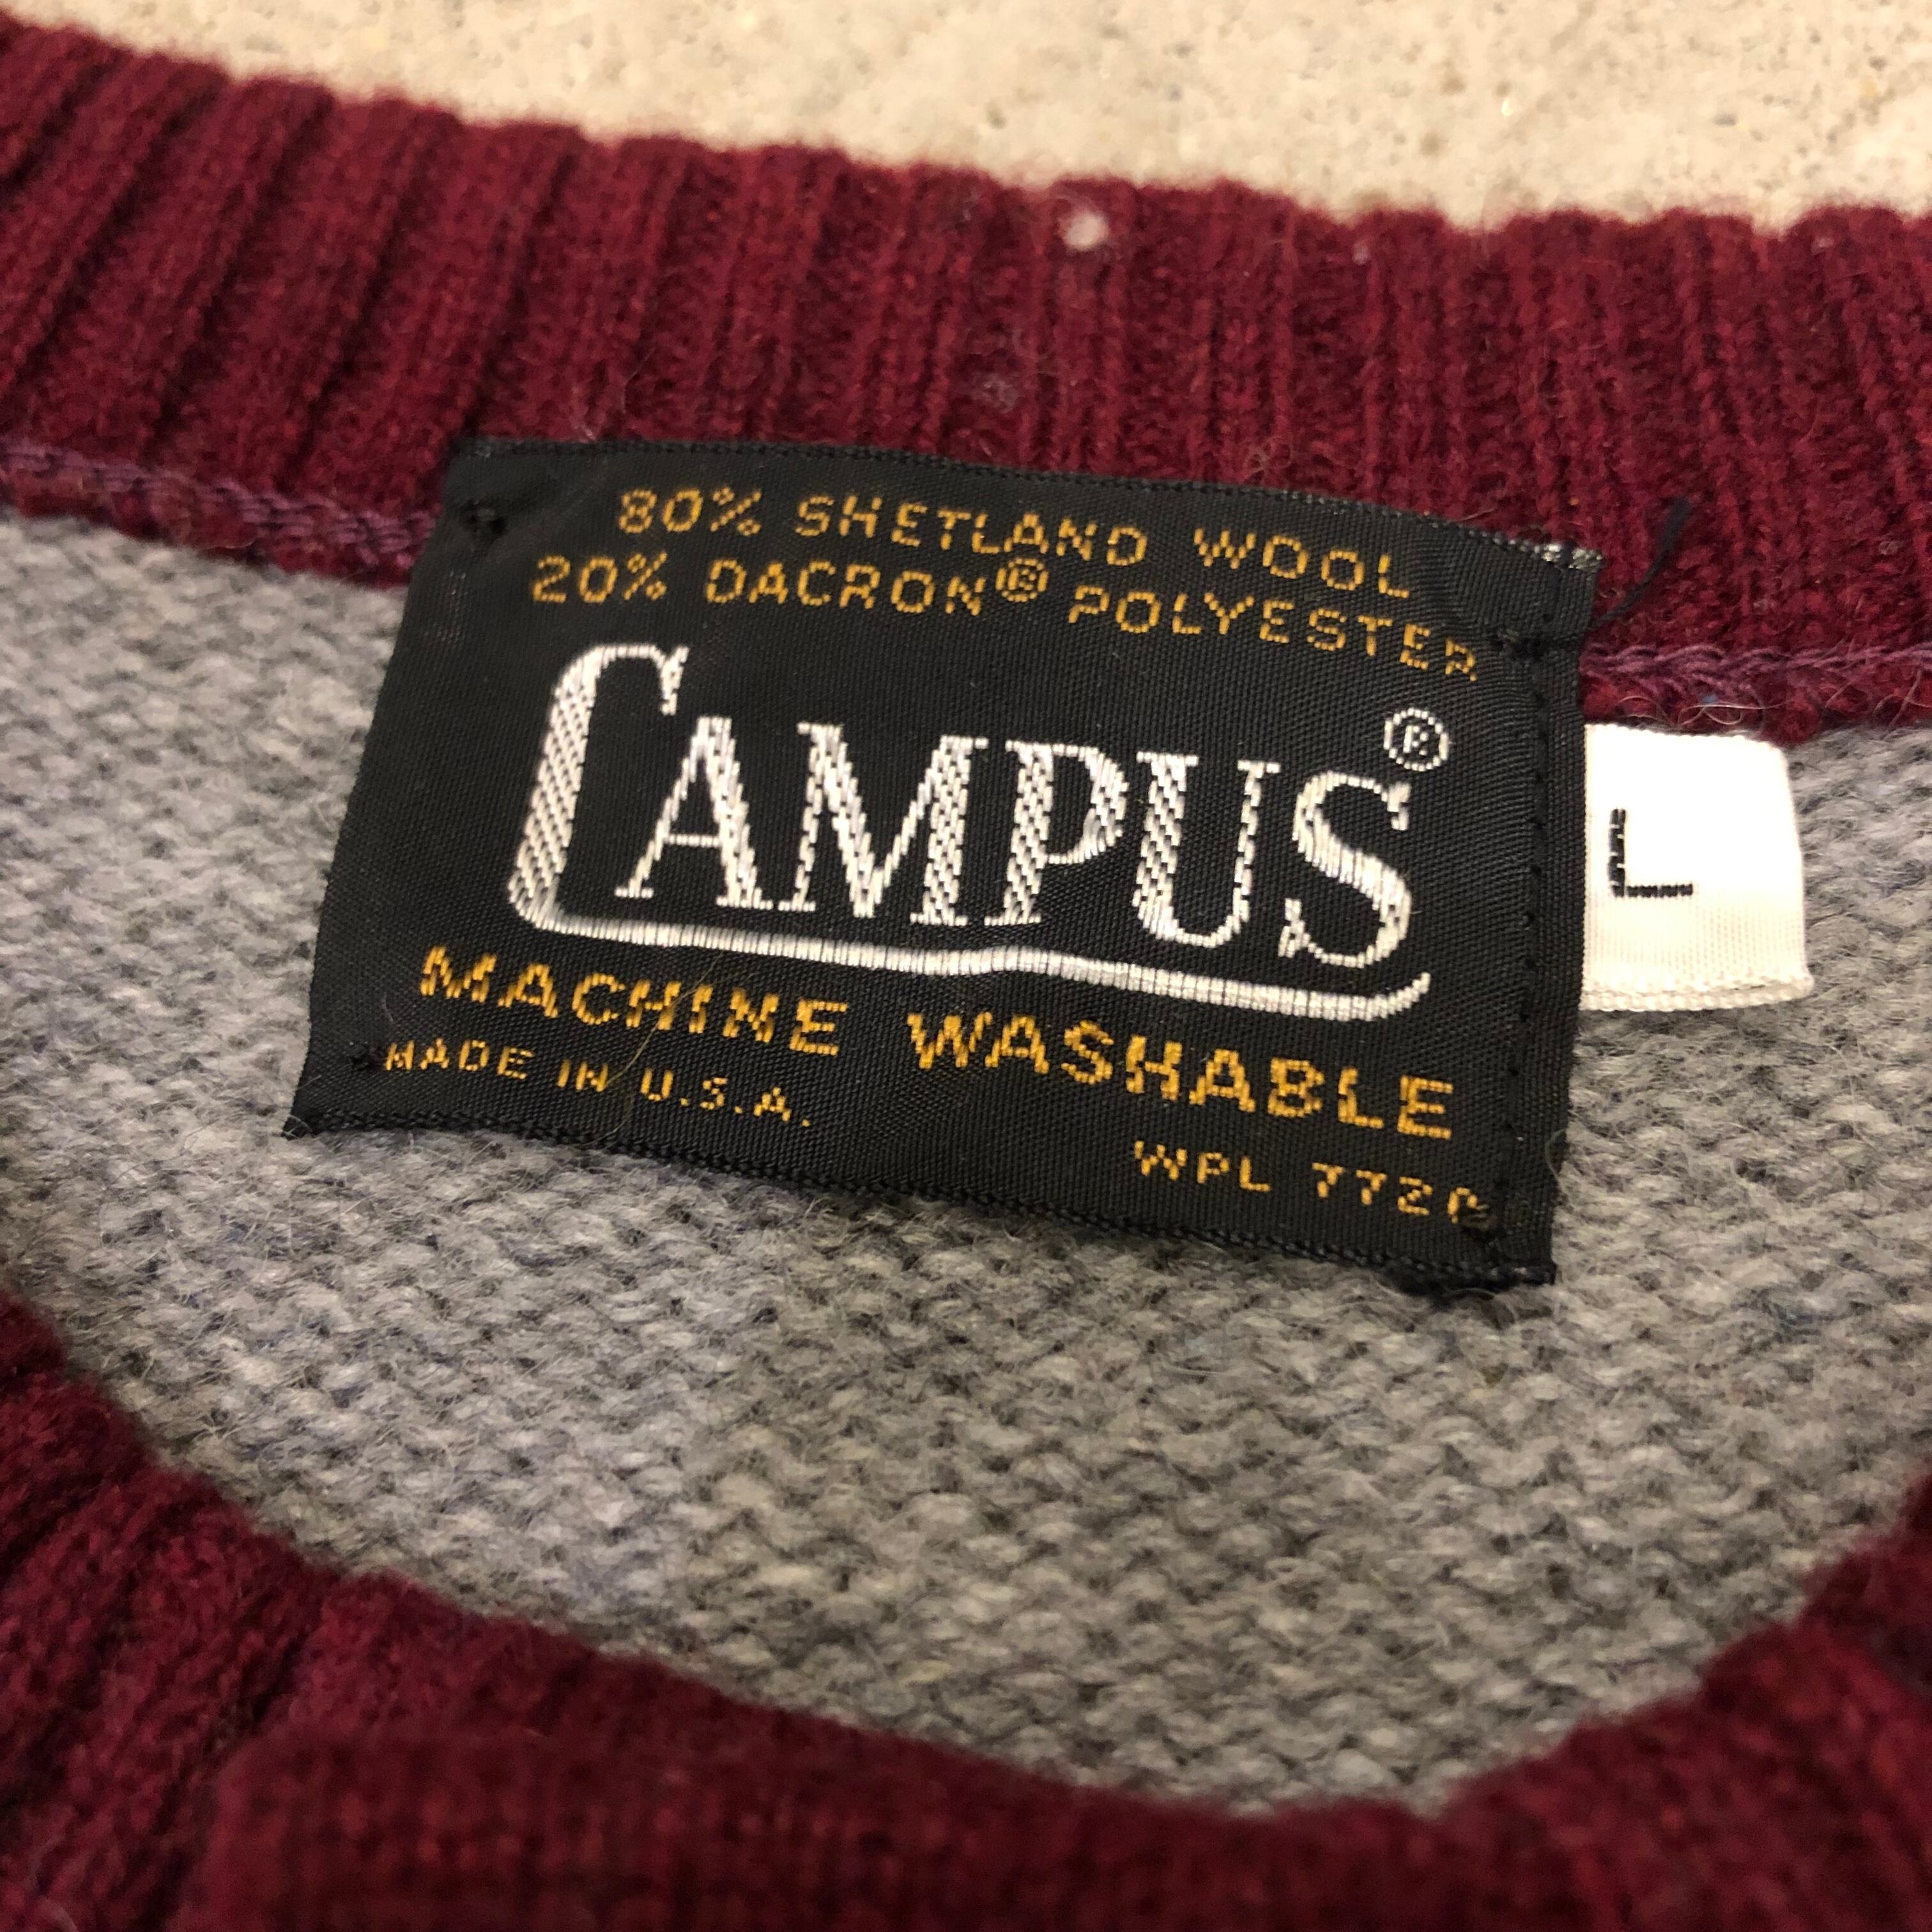 80% SHETLAND WOOL
20% DACRON® POLYESTER
CAMPUS®
L
MACHINE WASHABLE
MADE IN U.S.A.
WPL 7720